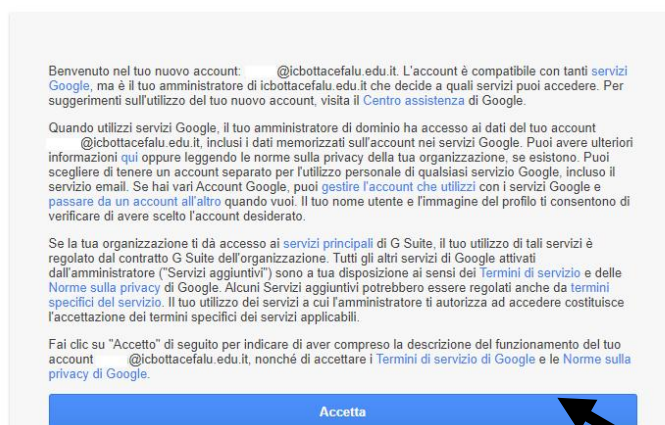 Benvenuto nel tuo nuovo account: @icbottacefalu.edu.it. L'account è compatibile con tanti servizi
Google, ma è il tuo amministratore di icbottacefalu.edu.it che decide a quali servizi puoi accedere. Per
suggerimenti sull'utilizzo del tuo nuovo account, visita il Centro assistenza di Google.
Quando utilizzi servizi Google, il tuo amministratore di dominio ha accesso ai dati del tuo account
@icbottacefalu.edu.it, inclusi i dati memorizzati sull'account nei servizi Google. Puoi avere ulteriori
informazioni qui oppure leggendo le norme sulla privacy della tua organizzazione, se esistono. Puoi
scegliere di tenere un account separato per l'utilizzo personale di qualsiasi servizio Google, incluso il
servizio email. Se hai vari Account Google, puoi gestire l'account che utilizzi con i servizi Google e
passare da un account all'altro quando vuoi. Il tuo nome utente e l'immagine del profilo ti consentono di
verificare di avere scelto l'account desiderato.
Se la tua organizzazione ti dà accesso ai servizi principali di G Suite, il tuo utilizzo di tali servizi è
regolato dal contratto G Suite dell'organizzazione. Tutti gli altri servizi di Google attivati
dall'amministratore ("Servizi aggiuntivi") sono a tua disposizione ai sensi dei Termini di servizio e delle
Norme sulla privacy di Google. Alcuni Servizi aggiuntivi potrebbero essere regolati anche da termini
specifici del servizio. Il tuo utilizzo dei servizi a cui l'amministratore ti autorizza ad accedere costituisce
l'accettazione dei termini specifici dei servizi applicabili.
Fai clic su "Accetto" di seguito per indicare di aver compreso la descrizione del funzionamento del tuo
account @icbottacefalu.edu.it, nonché di accettare i Termini di servizio di Google e le Norme sulla
privacy di Google.
Accetta